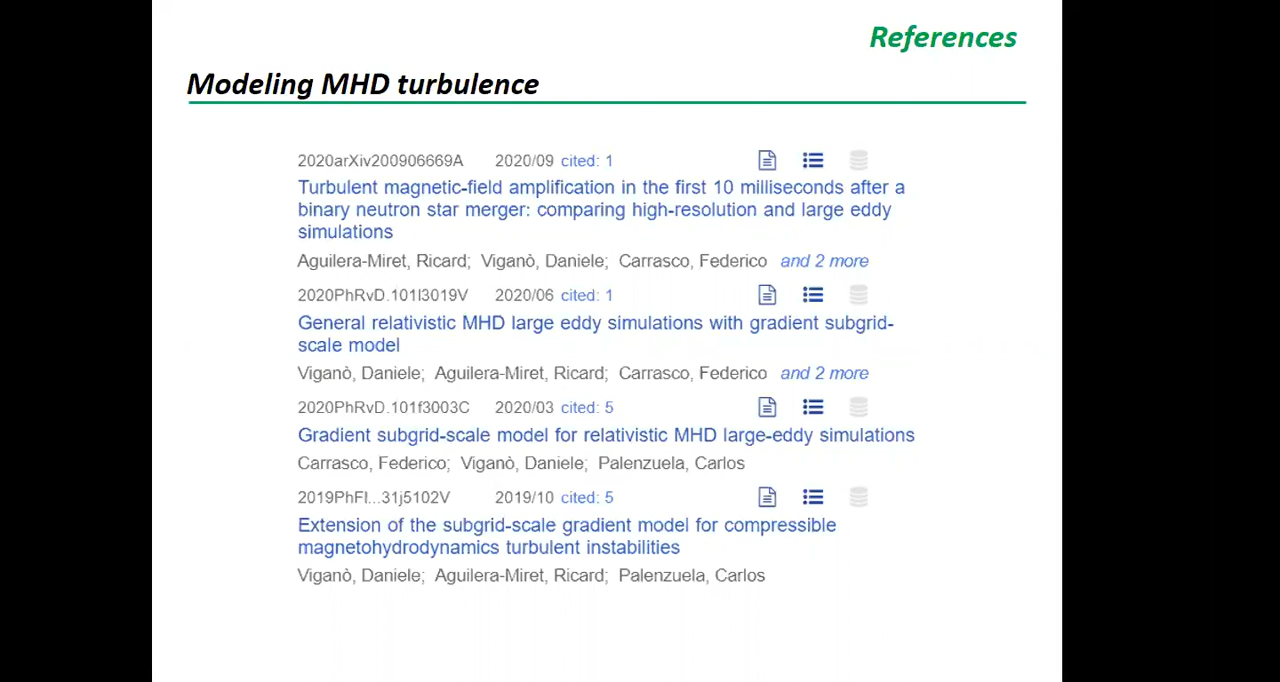 References
Modeling MHD turbulence
2020arXiv200906669A 2020/09 cited: 1
Turbulent magnetic-field amplification in the first 10 milliseconds after a
binary neutron star merger: comparing high-resolution and large eddy
simulations
Aguilera-Miret, Ricard; Viganò, Daniele; Carrasco, Federico and 2 more
2020PhRvD.101l3019V 2020/06 cited: 1
General relativistic MHD large eddy simulations with gradient subgrid-
scale model
Viganò, Daniele; Aguilera-Miret, Ricard; Carrasco, Federico and 2 more
2020PhRvD.101f3003C 2020/03 cited: 5
Gradient subgrid-scale model for relativistic MHD large-eddy simulations
Carrasco, Federico; Viganò, Daniele; Palenzuela, Carlos
2019PhFl...31j5102V 2019/10 cited: 5
Extension of the subgrid-scale gradient model for compressible
magnetohydrodynamics turbulent instabilities
Viganò, Daniele; Aguilera-Miret, Ricard; Palenzuela, Carlos